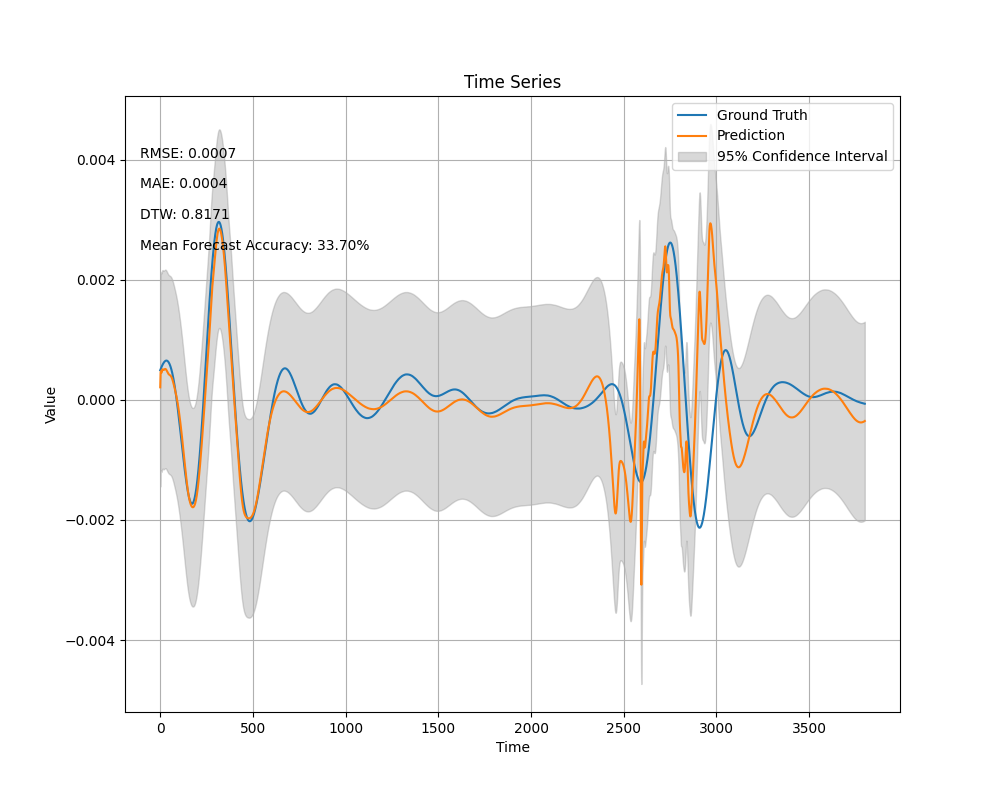 Time Series
Ground Truth
Prediction
95% Confidence Interval
RMSE: 0.0007
MAE: 0.0004
DTW: 0.8171
Mean Forecast Accuracy: 33.70%
0.004
0.002
0.000
−0.002
−0.004
Value
0 500 1000 1500 2000 2500 3000 3500
Time